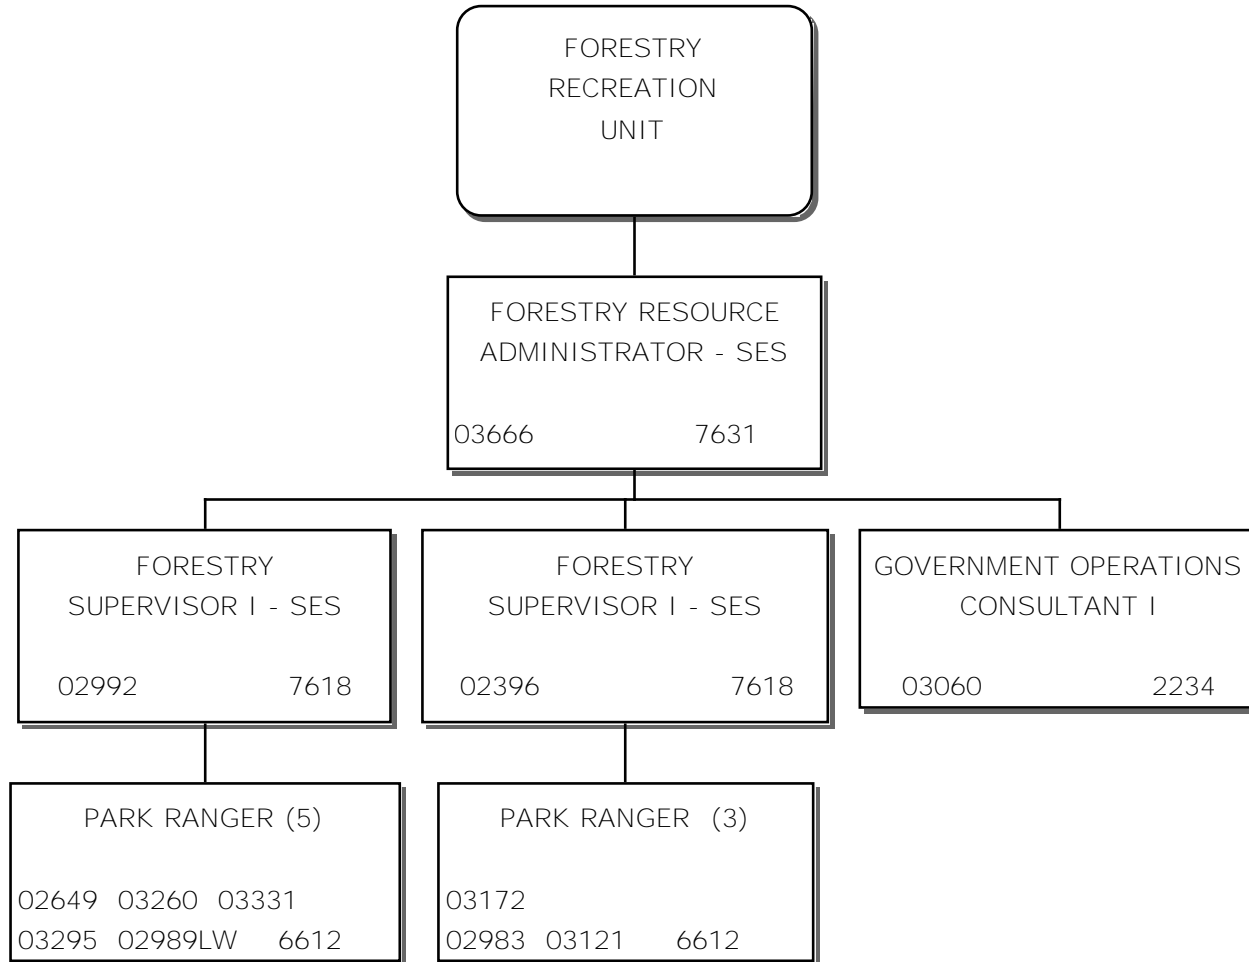 FORESTRY
RECREATION
UNIT
FORESTRY RESOURCE
ADMINISTRATOR - SES
03666 7631
FORESTRY
SUPERVISOR I - SES
02992 7618
FORESTRY
SUPERVISOR I - SES
02396 7618
GOVERNMENT OPERATIONS
CONSULTANT I
03060 2234
PARK RANGER (5)
02649 03260 03331
03295 02989LW 6612
PARK RANGER (3)
03172
02983 03121 6612